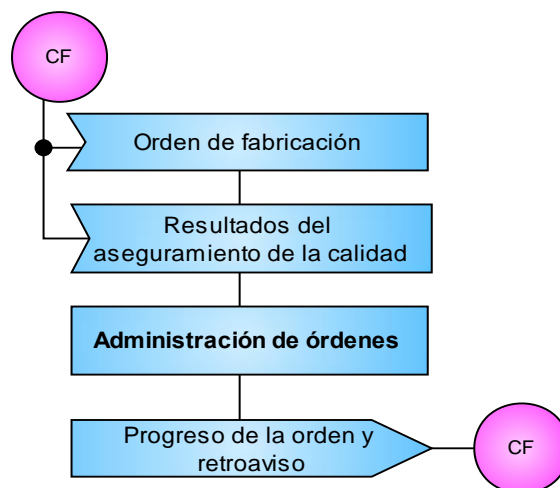 CF
Orden de fabricación
Resultados del
aseguramiento de la calidad
Administración de órdenes
Progreso de la orden y
retroaviso
CF